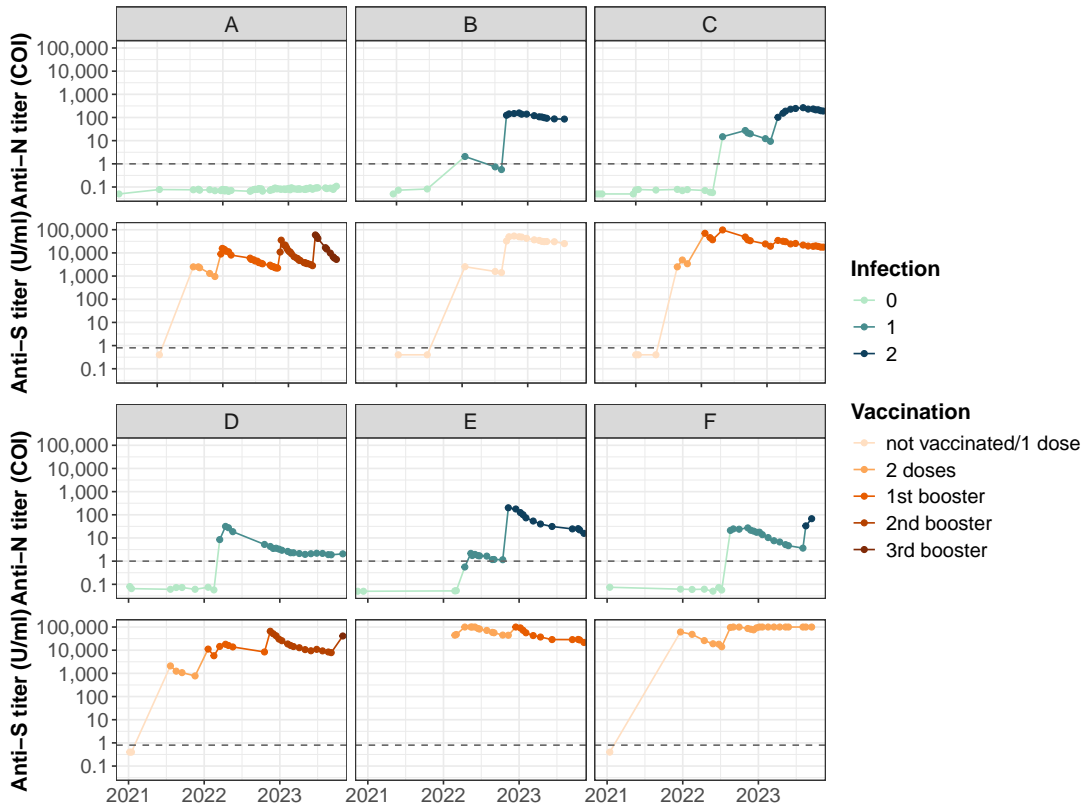 A B C
Anti−N titer (COI)
100,000
10,000
1,000
100
10
1
0.1
Anti−S titer (U/ml)
100,000
10,000
1,000
100
10
1
0.1
D E F
Anti−N titer (COI)
100,000
10,000
1,000
100
10
1
0.1
Anti−S titer (U/ml)
100,000
10,000
1,000
100
10
1
0.1
2021 2022 2023 2021 2022 2023 2021 2022 2023
Infection
0
1
2
Vaccination
not vaccinated/1 dose
2 doses
1st booster
2nd booster
3rd booster